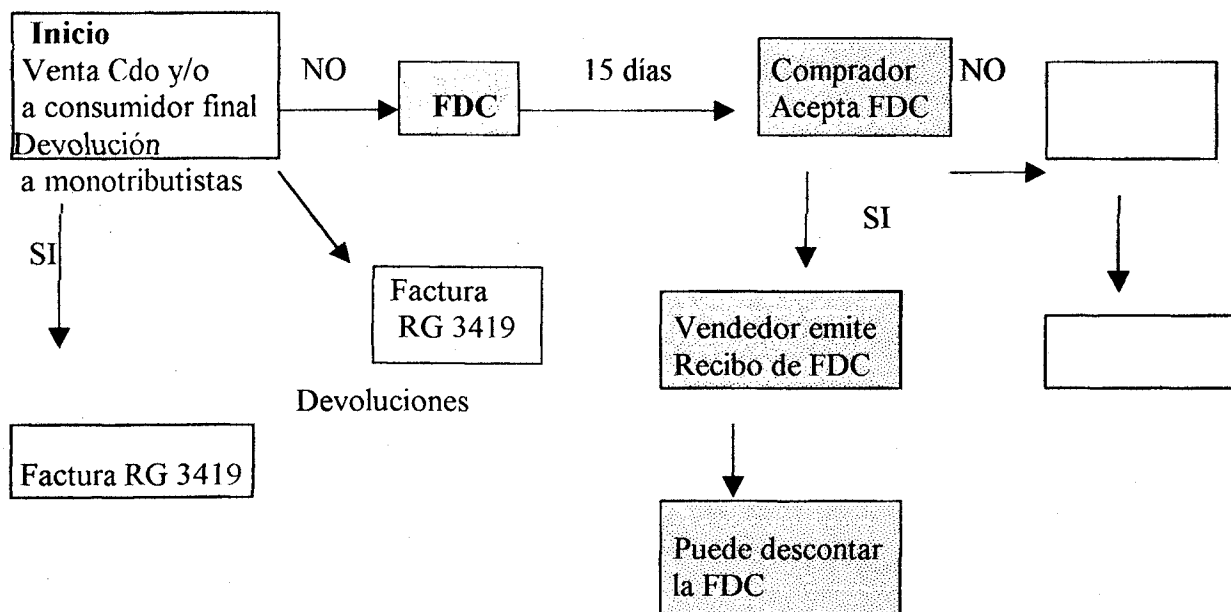 Inicio
Venta Cdo y/o
a consumidor final
Devolución
a monotributistas
NO
FDC
15 días
Comprador
Acepta FDC
NO
SI
SI
Factura
RG 3419
Devoluciones
Vendedor emite
Recibo de FDC
Factura RG 3419
Puede descontar
la FDC